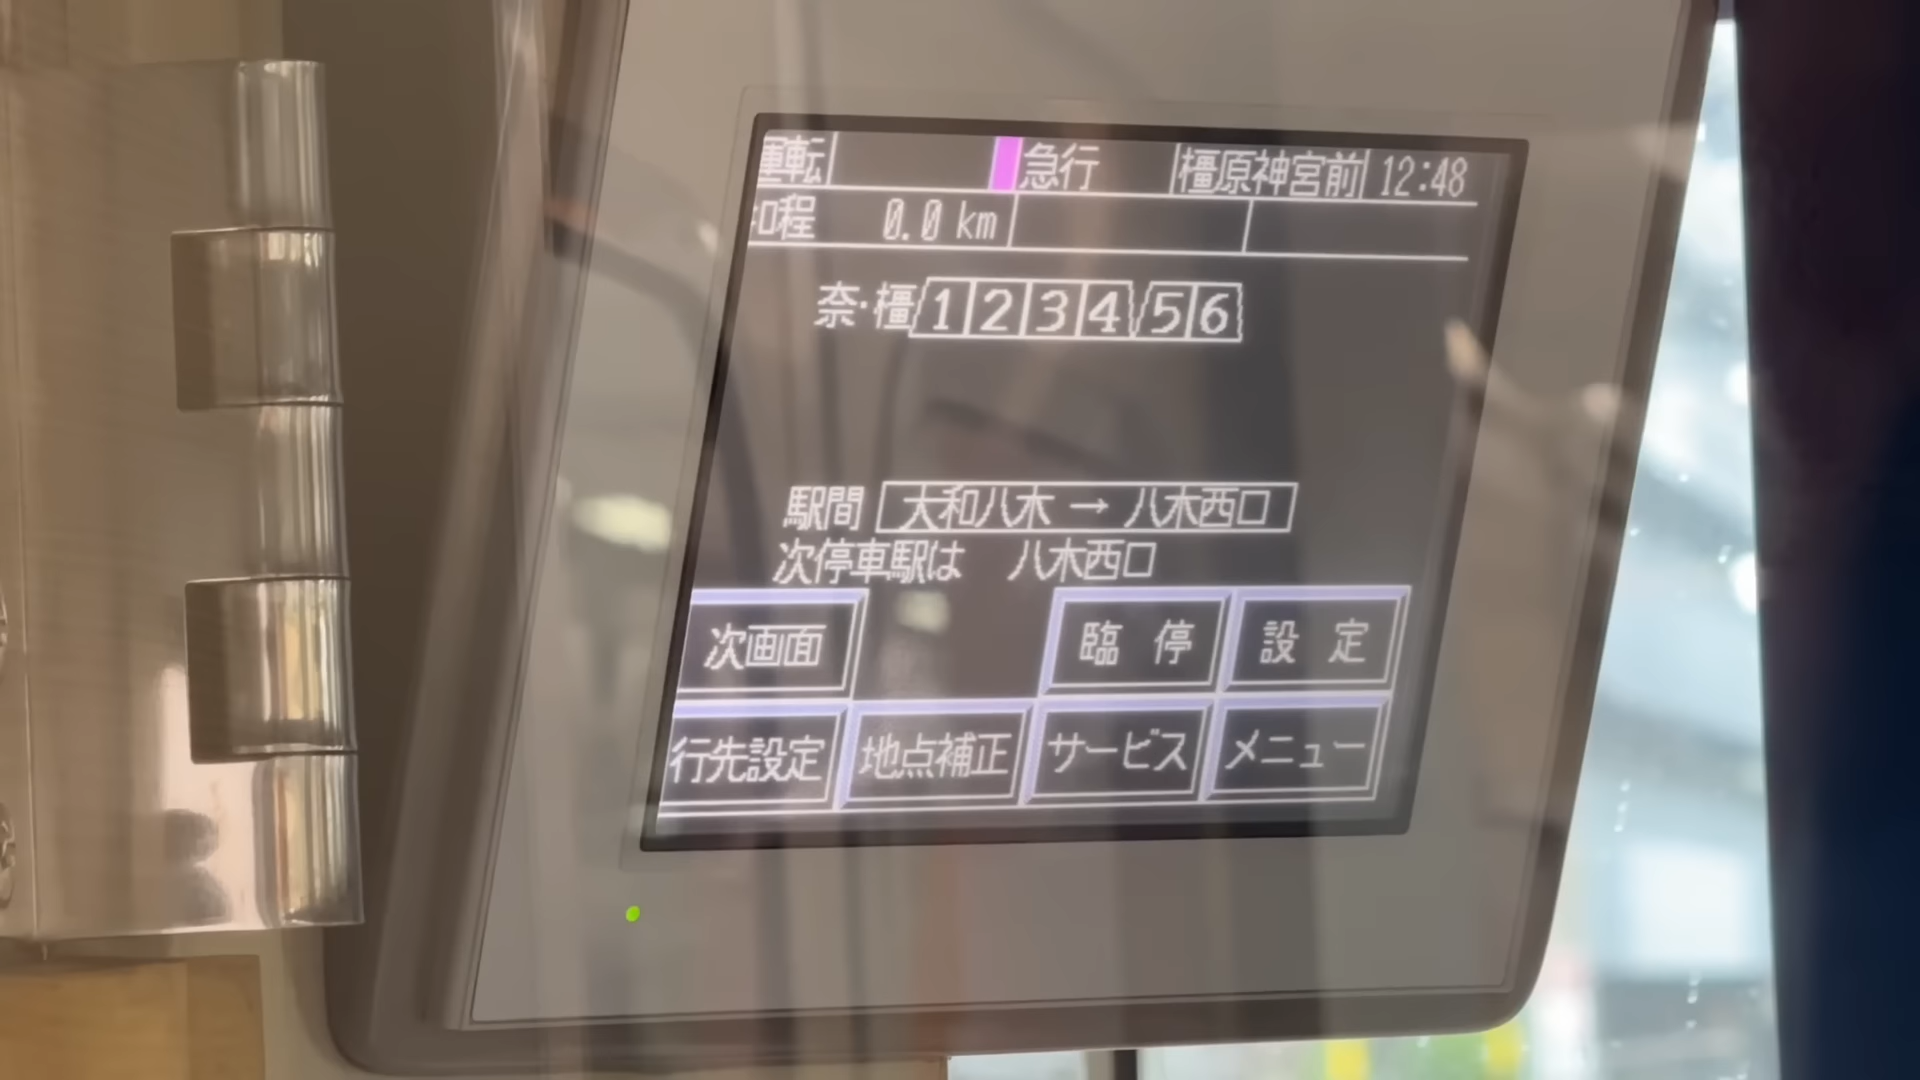 運転 急行 橿原神宮前 12:48
程 0.0 km
奈・橿 1 2 3 4 5 6
駅間 大和八木 → 八木西口
次停車駅は 八木西口
次画面 臨 停 設 定
行先設定 地点補正 サービス メニュー